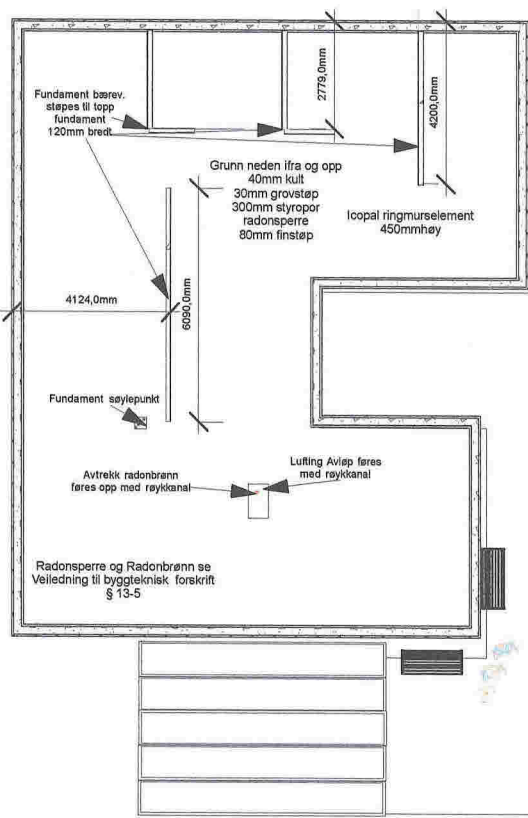 Fundament bærev.
støpes til topp
fundament
120mm bredt
2779,0mm
4200,0mm
Grunn neden ifra og opp
40mm kult
30mm grovstøp
300mm styropor
radonsperre
80mm finstøp
Icopal ringmurselement
450mmhøy
4124,0mm
6090,0mm
Fundament søylepunkt
Avtrekk radonbrønn
føres opp med røykkanal
Lufting Avløp føres
med røykkanal
Radonsperre og Radonbrønn se
Veiledning til byggteknisk forskrift
§ 13-5